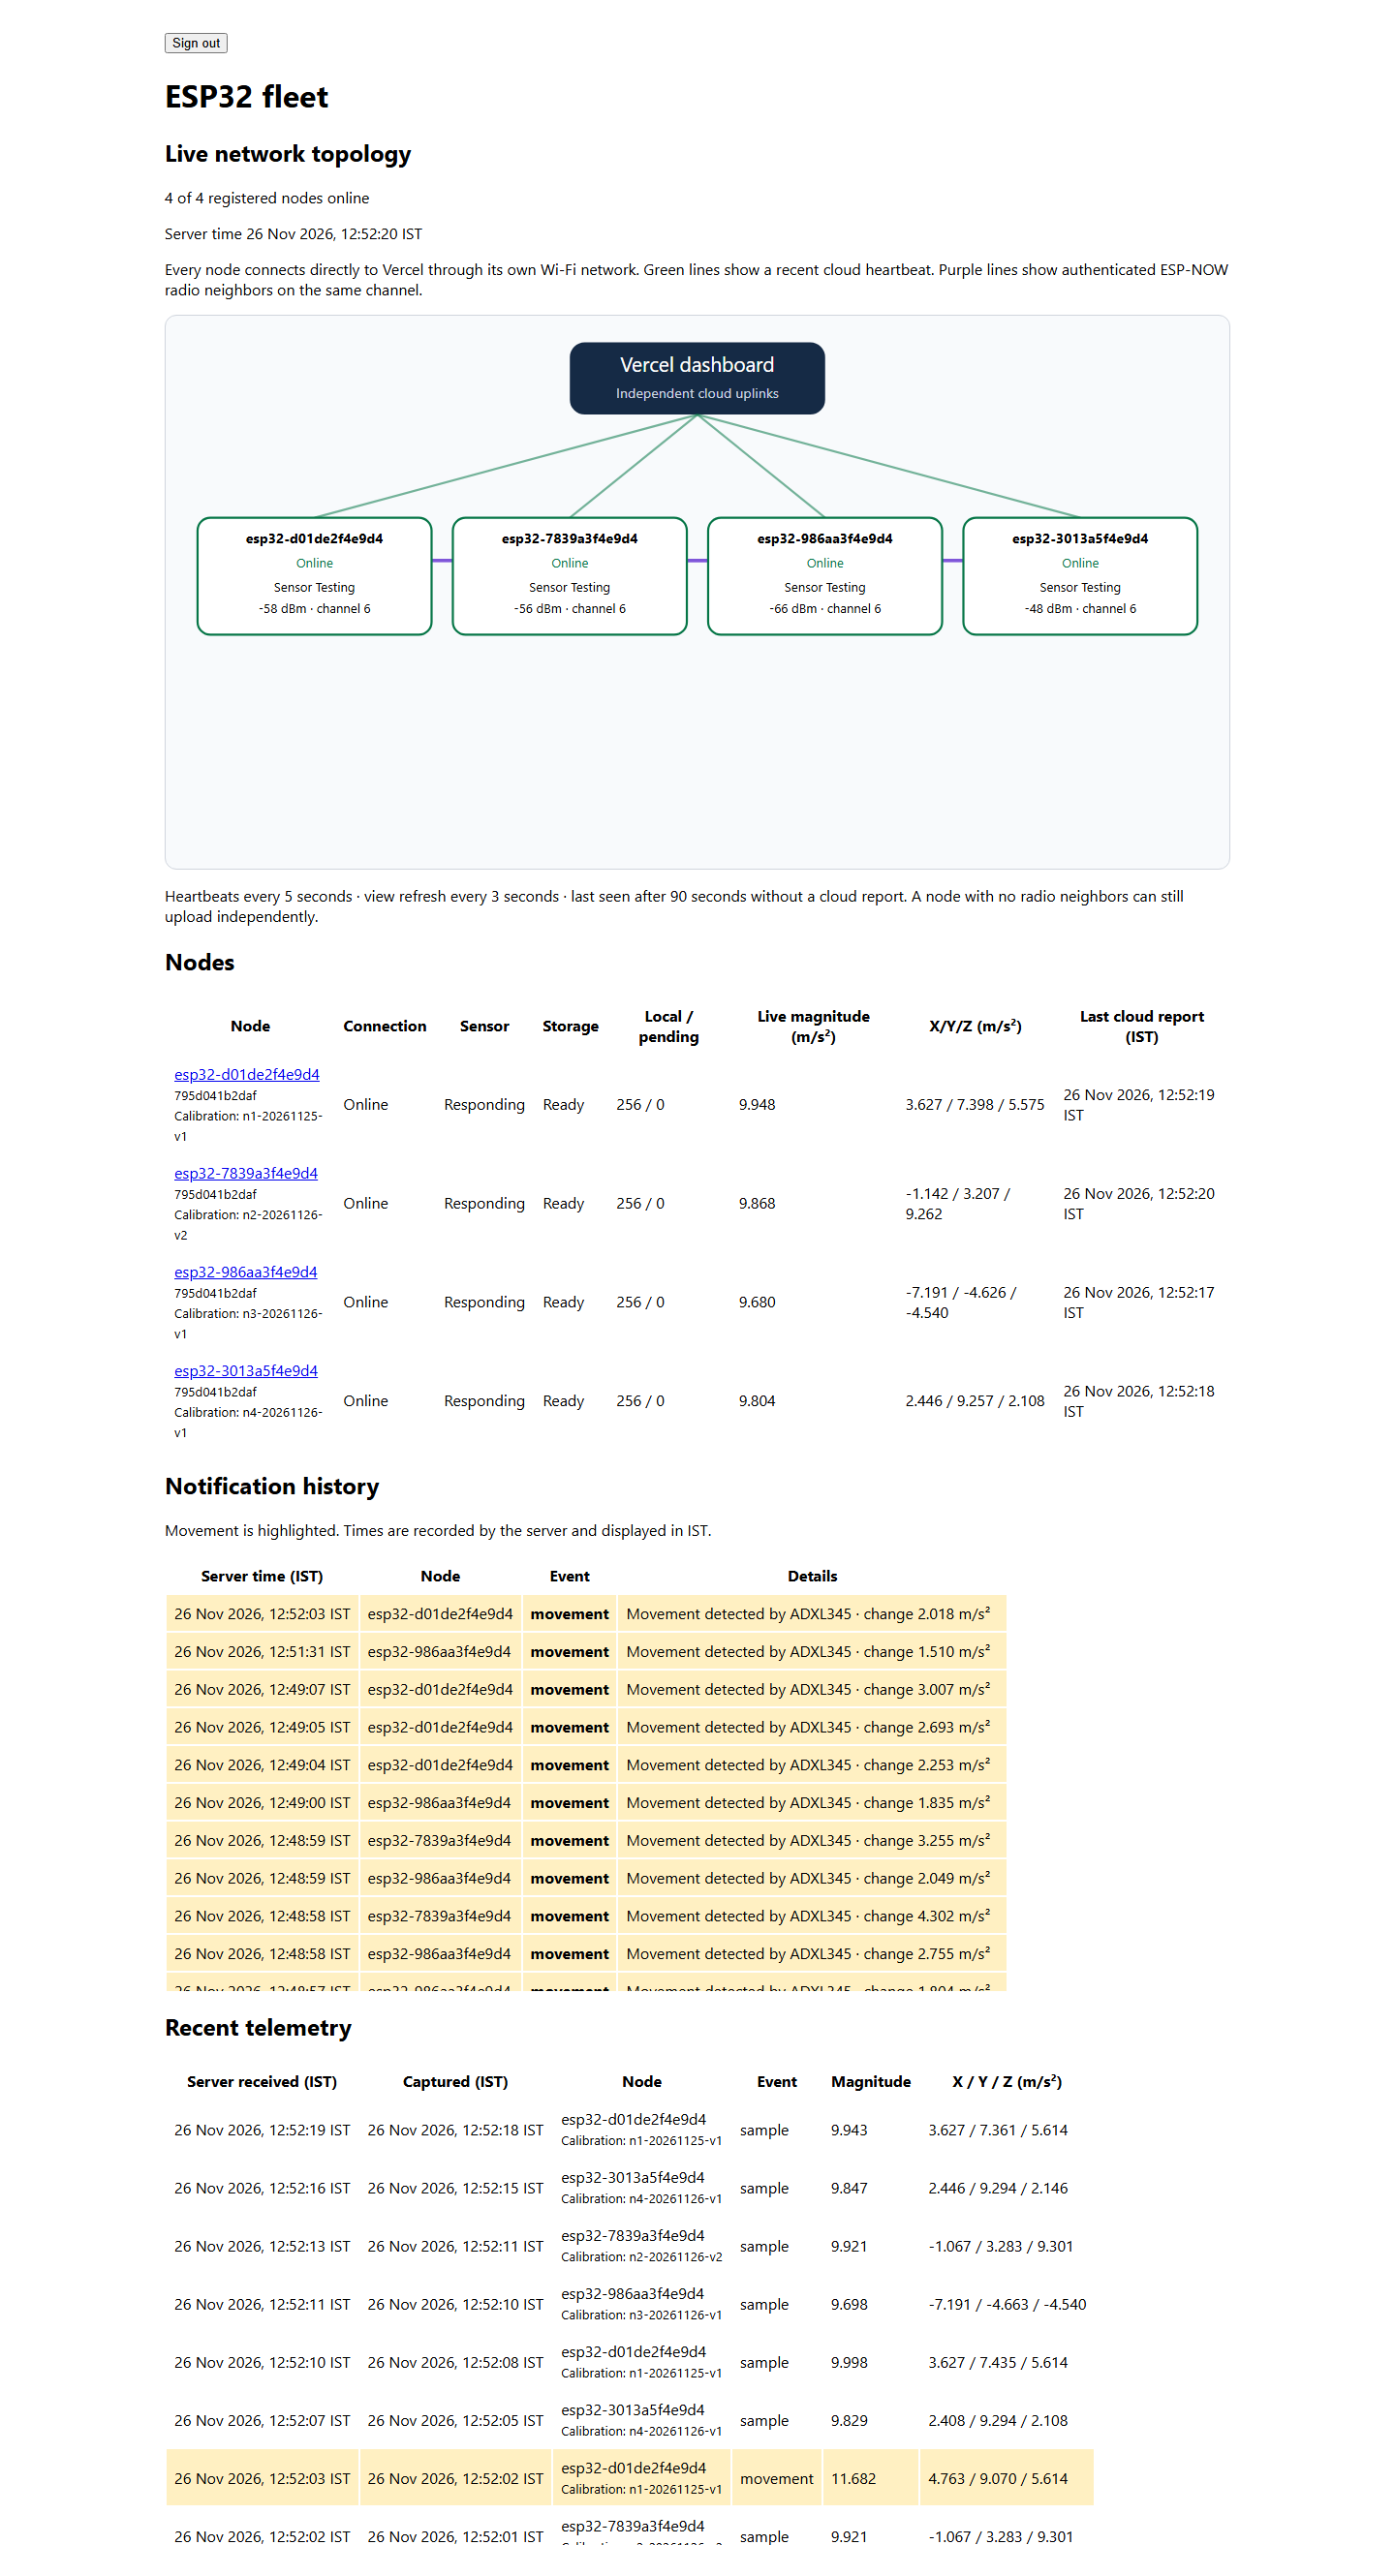 Sign out
ESP32 fleet
Live network topology
4 of 4 registered nodes online
Server time 26 Nov 2026, 12:52:20 IST
Every node connects directly to Vercel through its own Wi-Fi network. Green lines show a recent cloud heartbeat. Purple lines show authenticated ESP-NOW
radio neighbors on the same channel.
Vercel dashboard
Independent cloud uplinks
esp32-d01de2f4e9d4
Online
Sensor Testing
-58 dBm · channel 6
esp32-7839a3f4e9d4
Online
Sensor Testing
-56 dBm · channel 6
esp32-986aa3f4e9d4
Online
Sensor Testing
-66 dBm · channel 6
esp32-3013a5f4e9d4
Online
Sensor Testing
-48 dBm · channel 6
Heartbeats every 5 seconds · view refresh every 3 seconds · last seen after 90 seconds without a cloud report. A node with no radio neighbors can still
upload independently.
Nodes
Node Connection Sensor Storage Local / pending Live magnitude (m/s²) X/Y/Z (m/s²) Last cloud report (IST)
esp32-d01de2f4e9d4
795d041b2daf
Calibration: n1-20261125-
v1
Online Responding Ready 256 / 0 9.948 3.627 / 7.398 / 5.575 26 Nov 2026, 12:52:19 IST
esp32-7839a3f4e9d4
795d041b2daf
Calibration: n2-20261126-
v2
Online Responding Ready 256 / 0 9.868 -1.142 / 3.207 / 9.262 26 Nov 2026, 12:52:20 IST
esp32-986aa3f4e9d4
795d041b2daf
Calibration: n3-20261126-
v1
Online Responding Ready 256 / 0 9.680 -7.191 / -4.626 / -4.540 26 Nov 2026, 12:52:17 IST
esp32-3013a5f4e9d4
795d041b2daf
Calibration: n4-20261126-
v1
Online Responding Ready 256 / 0 9.804 2.446 / 9.257 / 2.108 26 Nov 2026, 12:52:18 IST
Notification history
Movement is highlighted. Times are recorded by the server and displayed in IST.
Server time (IST) Node Event Details
26 Nov 2026, 12:52:03 IST esp32-d01de2f4e9d4 movement Movement detected by ADXL345 · change 2.018 m/s²
26 Nov 2026, 12:51:31 IST esp32-986aa3f4e9d4 movement Movement detected by ADXL345 · change 1.510 m/s²
26 Nov 2026, 12:49:07 IST esp32-d01de2f4e9d4 movement Movement detected by ADXL345 · change 3.007 m/s²
26 Nov 2026, 12:49:05 IST esp32-d01de2f4e9d4 movement Movement detected by ADXL345 · change 2.693 m/s²
26 Nov 2026, 12:49:04 IST esp32-d01de2f4e9d4 movement Movement detected by ADXL345 · change 2.253 m/s²
26 Nov 2026, 12:49:00 IST esp32-986aa3f4e9d4 movement Movement detected by ADXL345 · change 1.835 m/s²
26 Nov 2026, 12:48:59 IST esp32-7839a3f4e9d4 movement Movement detected by ADXL345 · change 3.255 m/s²
26 Nov 2026, 12:48:59 IST esp32-986aa3f4e9d4 movement Movement detected by ADXL345 · change 2.049 m/s²
26 Nov 2026, 12:48:58 IST esp32-7839a3f4e9d4 movement Movement detected by ADXL345 · change 4.302 m/s²
26 Nov 2026, 12:48:58 IST esp32-986aa3f4e9d4 movement Movement detected by ADXL345 · change 2.755 m/s²
26 Nov 2026, 12:48:57 IST esp32-986aa3f4e9d4 movement Movement detected by ADXL345 · change 1.804 m/s²
Recent telemetry
Server received (IST) Captured (IST) Node Event Magnitude X / Y / Z (m/s²)
26 Nov 2026, 12:52:19 IST 26 Nov 2026, 12:52:18 IST esp32-d01de2f4e9d4 sample 9.943 3.627 / 7.361 / 5.614
Calibration: n1-20261125-v1
26 Nov 2026, 12:52:16 IST 26 Nov 2026, 12:52:15 IST esp32-3013a5f4e9d4 sample 9.847 2.446 / 9.294 / 2.146
Calibration: n4-20261126-v1
26 Nov 2026, 12:52:13 IST 26 Nov 2026, 12:52:11 IST esp32-7839a3f4e9d4 sample 9.921 -1.067 / 3.283 / 9.301
Calibration: n2-20261126-v2
26 Nov 2026, 12:52:11 IST 26 Nov 2026, 12:52:10 IST esp32-986aa3f4e9d4 sample 9.698 -7.191 / -4.663 / -4.540
Calibration: n3-20261126-v1
26 Nov 2026, 12:52:10 IST 26 Nov 2026, 12:52:08 IST esp32-d01de2f4e9d4 sample 9.998 3.627 / 7.435 / 5.614
Calibration: n1-20261125-v1
26 Nov 2026, 12:52:07 IST 26 Nov 2026, 12:52:05 IST esp32-3013a5f4e9d4 sample 9.829 2.408 / 9.294 / 2.108
Calibration: n4-20261126-v1
26 Nov 2026, 12:52:03 IST 26 Nov 2026, 12:52:02 IST esp32-d01de2f4e9d4 movement 11.682 4.763 / 9.070 / 5.614
Calibration: n1-20261125-v1
26 Nov 2026, 12:52:02 IST 26 Nov 2026, 12:52:01 IST esp32-7839a3f4e9d4 sample 9.921 -1.067 / 3.283 / 9.301